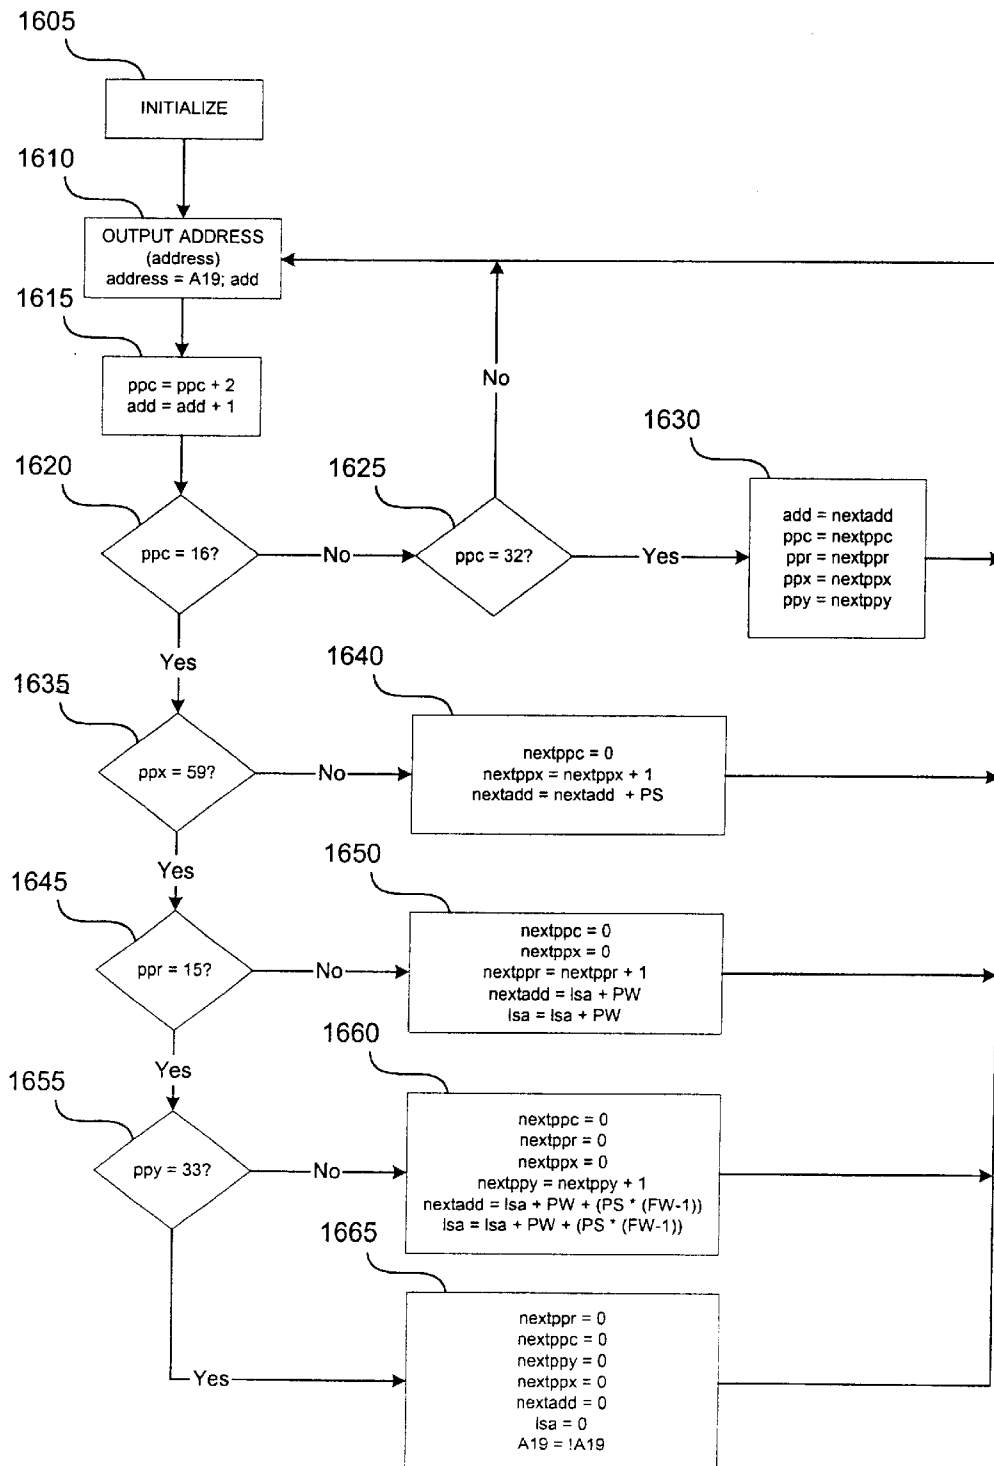 1605
INITIALIZE
1610
OUTPUT ADDRESS
(address)
address = A19; add
1615
ppc = ppc + 2
add = add + 1
No
1620
ppc = 16?
No
1625
ppc = 32?
Yes
1630
add = nextadd
ppc = nextppc
ppr = nextppr
ppx = nextppx
ppy = nextppy
Yes
1635
ppx = 59?
No
1640
nextppc = 0
nextppx = nextppx + 1
nextadd = nextadd + PS
Yes
1645
ppr = 15?
No
1650
nextppc = 0
nextppx = 0
nextppr = nextppr + 1
nextadd = lsa + PW
lsa = lsa + PW
Yes
1655
ppy = 33?
No
1660
nextppc = 0
nextppr = 0
nextppx = 0
nextppy = nextppy + 1
nextadd = lsa + PW + (PS * (FW-1))
lsa = lsa + PW + (PS * (FW-1))
Yes
1665
nextppr = 0
nextppc = 0
nextppy = 0
nextppx = 0
nextadd = 0
lsa = 0
A19 = !A19